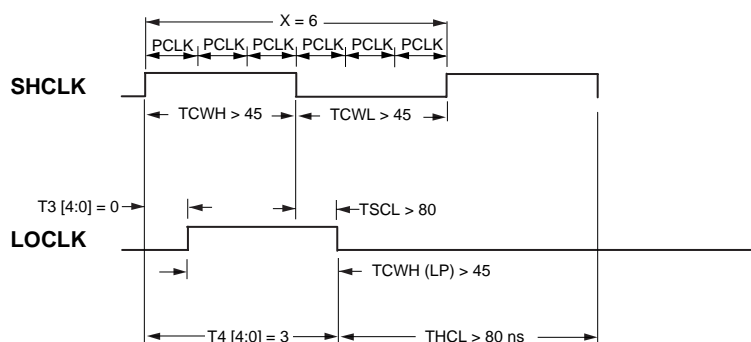 X = 6
PCLK PCLK PCLK PCLK PCLK PCLK
SHCLK
TCWH > 45 TCWL > 45
T3 [4:0] = 0 TSCL > 80
LOCLK
TCWH (LP) > 45
T4 [4:0] = 3 THCL > 80 ns